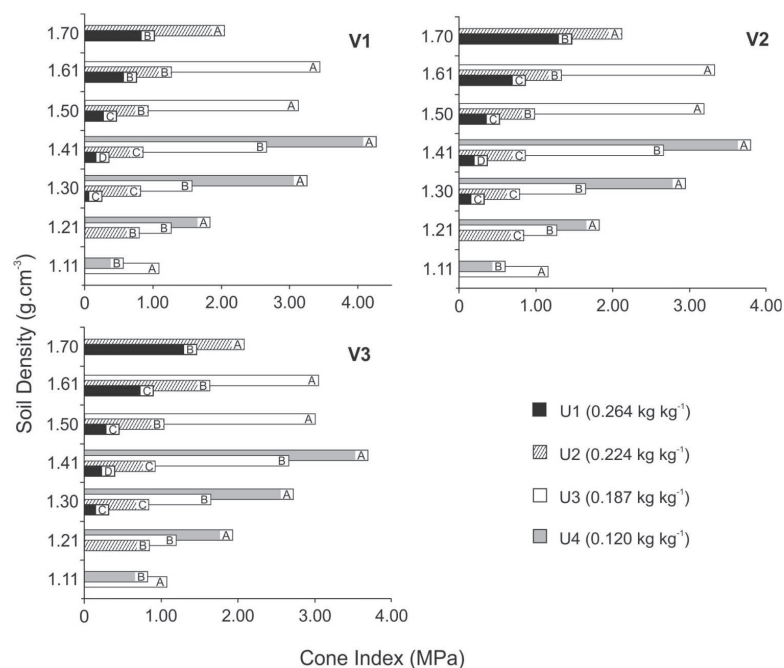 V1
1.70 B A
1.61 B B A
1.50 C B A
1.41 D C B A
1.30 C C B A
1.21 B B A
1.11 B A
0 1.00 2.00 3.00 4.00
V2
1.70 B A
1.61 C B A
1.50 C B A
1.41 D C B A
1.30 C C B A
1.21 C B A
1.11 B A
0 1.00 2.00 3.00 4.00
V3
1.70 B A
1.61 C B A
1.50 C B A
1.41 D C B A
1.30 C C B A
1.21 B B A
1.11 B A
0 1.00 2.00 3.00 4.00
Soil Density (g.cm⁻³)
Cone Index (MPa)
U1 (0.264 kg kg⁻¹)
U2 (0.224 kg kg⁻¹)
U3 (0.187 kg kg⁻¹)
U4 (0.120 kg kg⁻¹)